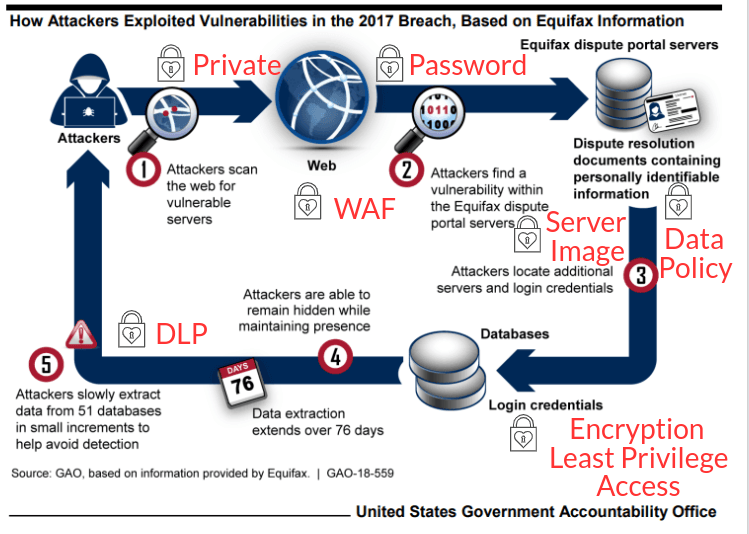 How Attackers Exploited Vulnerabilities in the 2017 Breach, Based on Equifax Information
Equifax dispute portal servers
Private
Password
10110
1000
Attackers
Web
1
Attackers scan
the web for
vulnerable
servers
2
Attackers find a
vulnerability within
the Equifax dispute
portal servers
Dispute resolution
documents containing
personally identifiable
information
WAF
Server
Image
Data
Policy
3
Attackers locate additional
servers and login credentials
Attackers are able to
remain hidden while
maintaining presence
4
DLP
Databases
Login credentials
5
Attackers slowly extract
data from 51 databases
in small increments to
help avoid detection
DAYS
76
Data extraction
extends over 76 days
Encryption
Least Privilege
Access
Source: GAO, based on information provided by Equifax. | GAO-18-559
United States Government Accountability Office